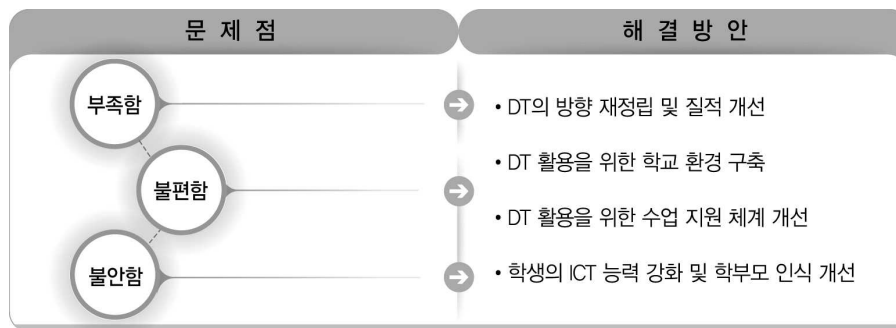 문 제 점
해 결 방 안
부족함
불편함
불안함
• DT의 방향 재정립 및 질적 개선
• DT 활용을 위한 학교 환경 구축
• DT 활용을 위한 수업 지원 체계 개선
• 학생의 ICT 능력 강화 및 학부모 인식 개선